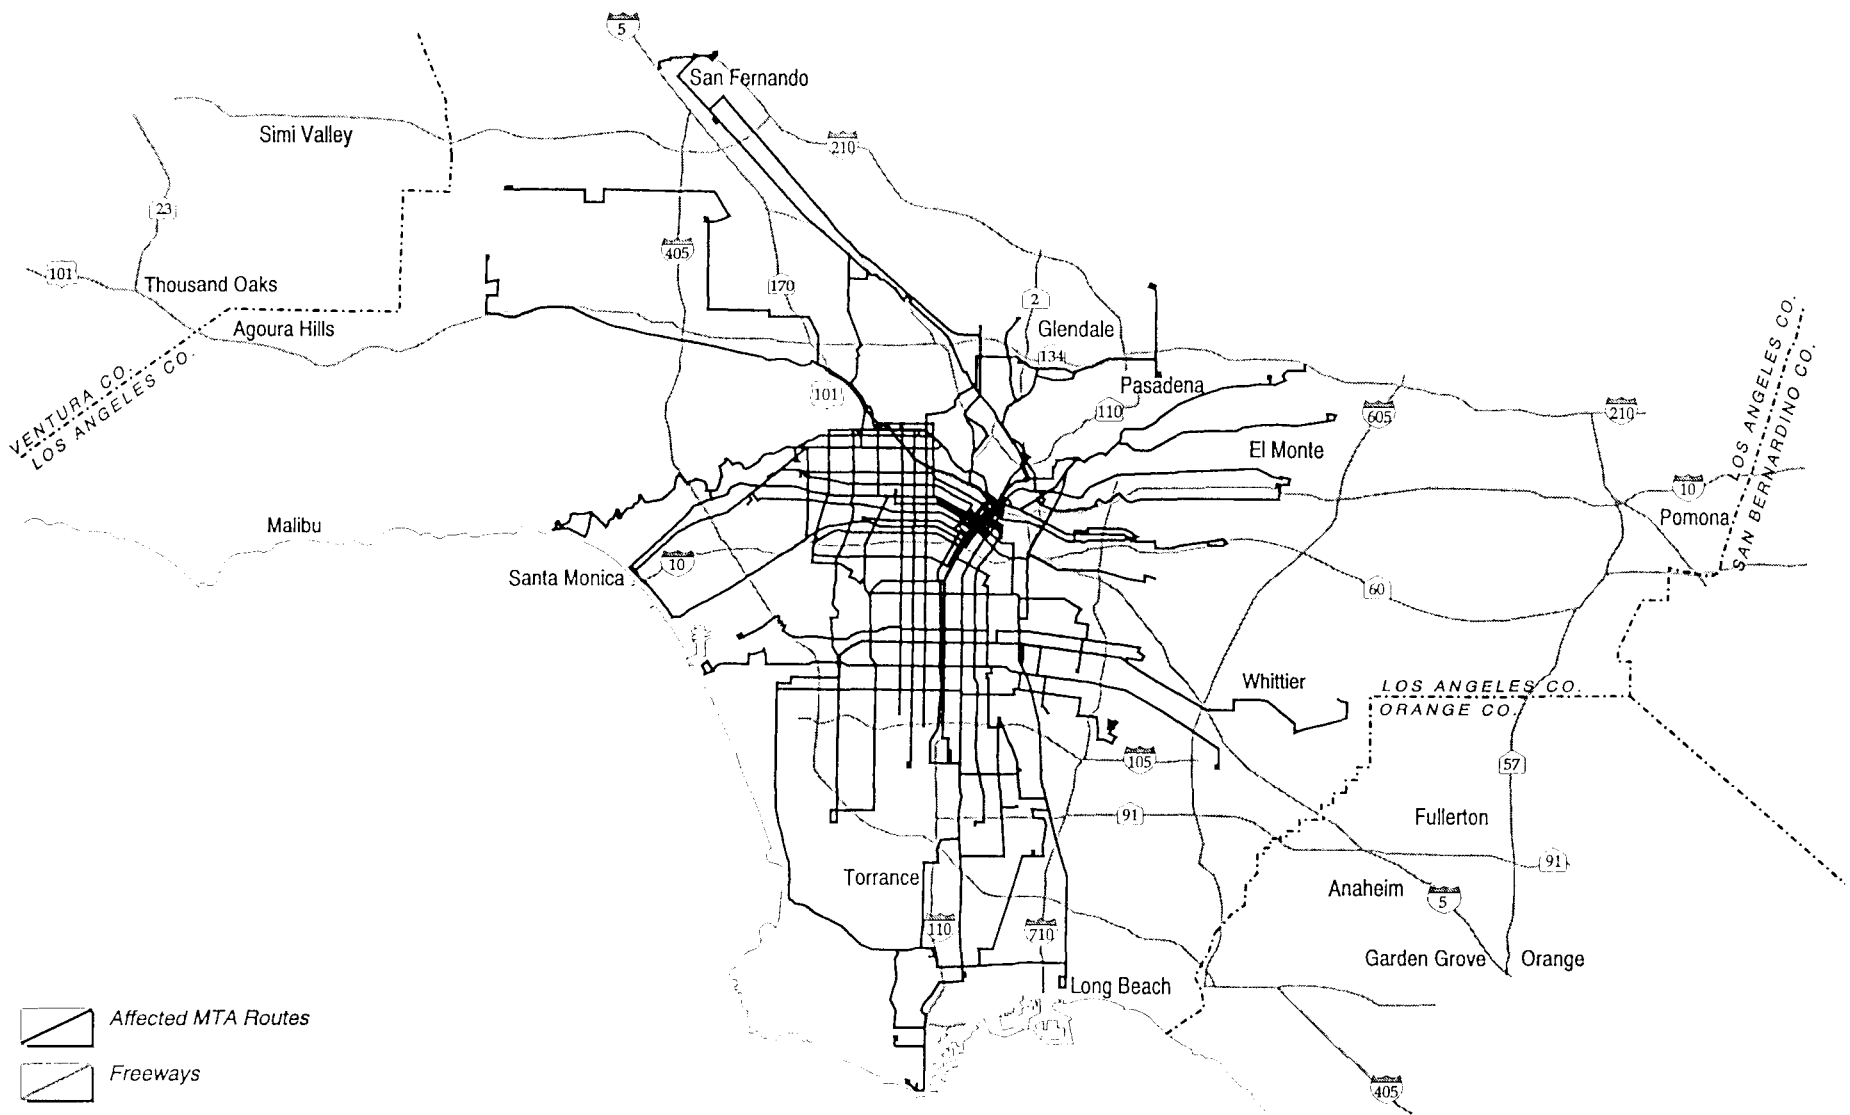 5
San Fernando
Simi Valley
210
23
405
101
Thousand Oaks
170
2
Agoura Hills
Glendale
134
VENTURA CO.
LOS ANGELES CO.
101
Pasadena
110
605
210
LOS ANGELES CO.
SAN BERNARDINO CO.
El Monte
10
Pomona
Malibu
Santa Monica
10
60
Whittier
LOS ANGELES CO.
ORANGE CO.
105
57
91
Fullerton
91
Torrance
Anaheim
5
110
710
Garden Grove
Orange
Long Beach
Affected MTA Routes
Freeways
405